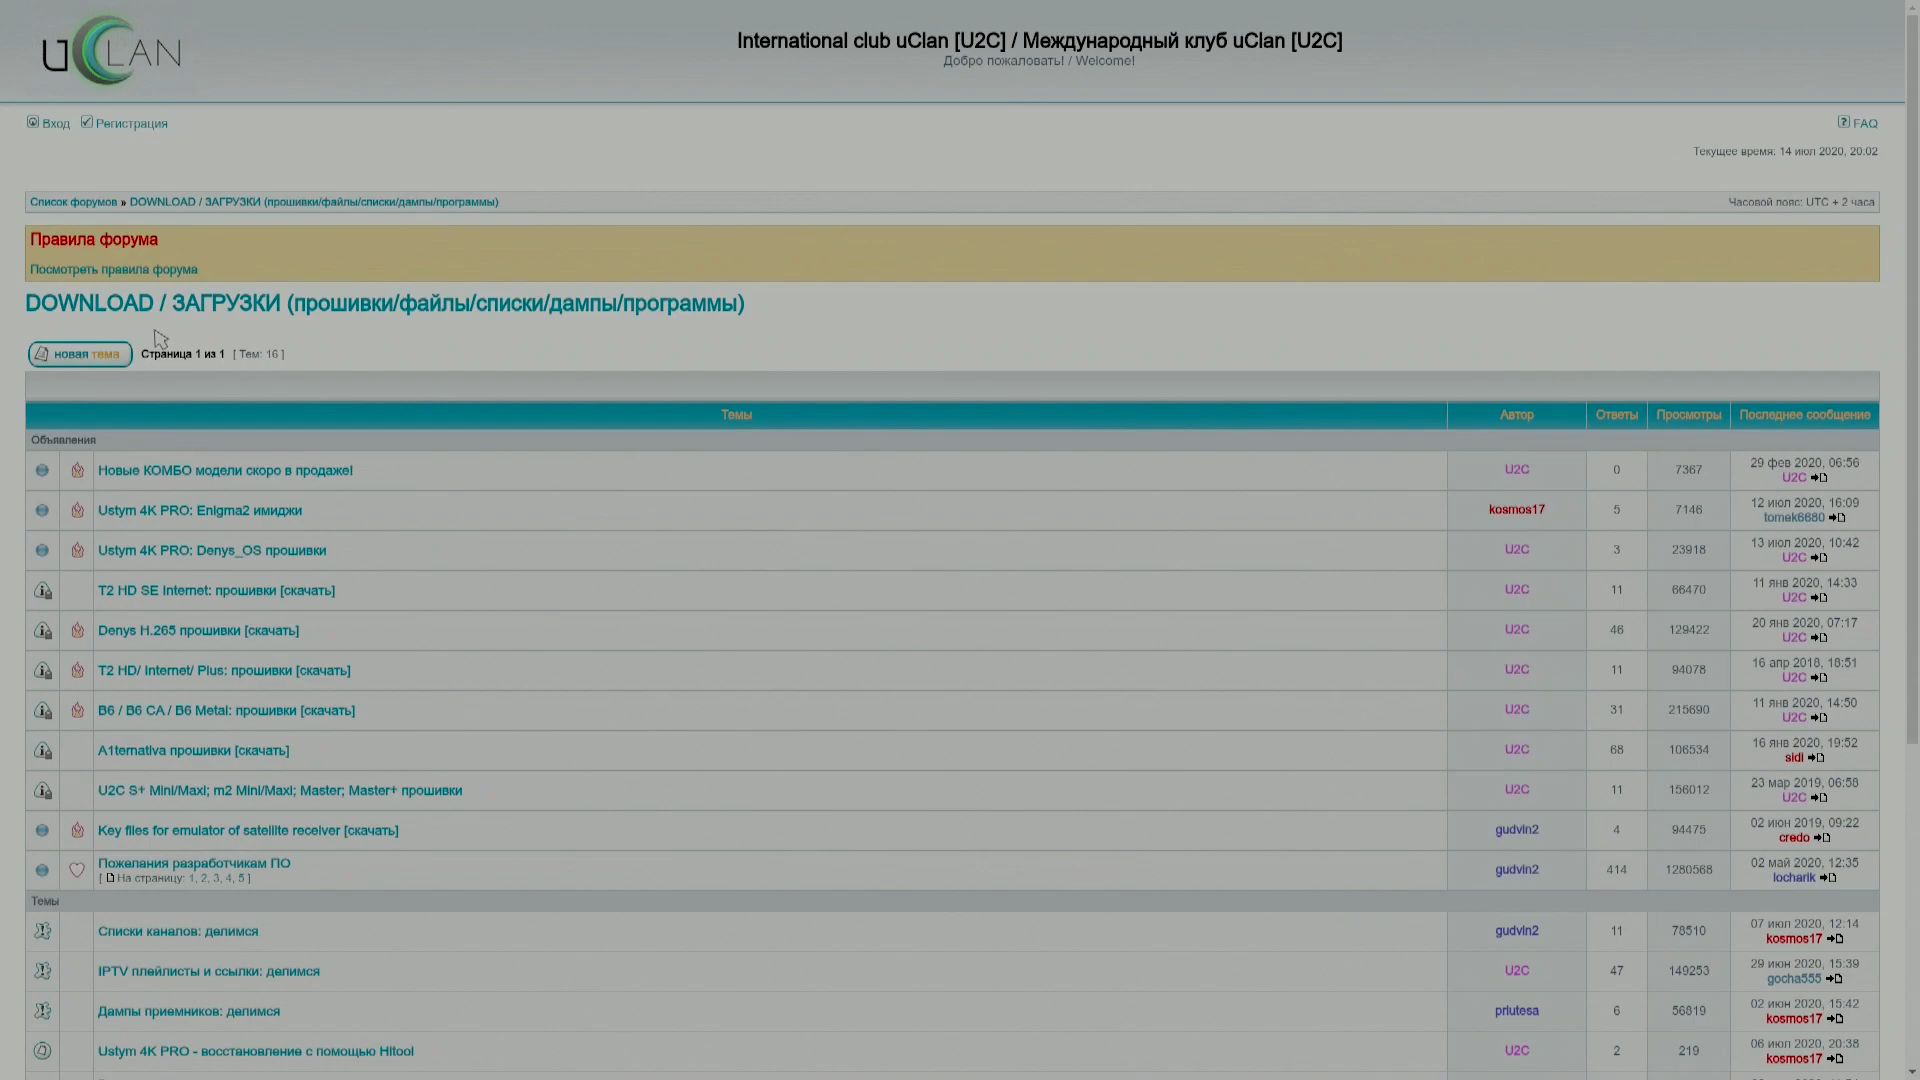 UCLAN
International club uClan [U2C] / Международный клуб uClan [U2C]
Добро пожаловать! / Welcome!
Вход Регистрация FAQ
Текущее время: 14 июл 2020, 20:02
Список форумов » DOWNLOAD / ЗАГРУЗКИ (прошивки/файлы/списки/дампы/программы) Часовой пояс: UTC + 2 часа
Правила форума
Посмотреть правила форума
DOWNLOAD / ЗАГРУЗКИ (прошивки/файлы/списки/дампы/программы)
новая тема Страница 1 из 1 [ Тем: 16 ]
Темы Автор Ответы Просмотры Последнее сообщение
Объявления
Новые КОМБО модели скоро в продаже! U2C 0 7367 29 фев 2020, 06:56
U2C
Ustym 4K PRO: Enigma2 имиджи kosmos17 5 7146 12 июл 2020, 16:09
tomek6680
Ustym 4K PRO: Denys_OS прошивки U2C 3 23918 13 июл 2020, 10:42
U2C
T2 HD SE Internet: прошивки [скачать] U2C 11 66470 11 янв 2020, 14:33
U2C
Denys H.265 прошивки [скачать] U2C 46 129422 20 янв 2020, 07:17
U2C
T2 HD/ Internet/ Plus: прошивки [скачать] U2C 11 94078 16 апр 2018, 18:51
U2C
B6 / B6 CA / B6 Metal: прошивки [скачать] U2C 31 215690 11 янв 2020, 14:50
U2C
A1ternativa прошивки [скачать] U2C 68 106534 16 янв 2020, 19:52
sidi
U2C S+ Mini/Maxi; m2 Mini/Maxi; Master; Master+ прошивки U2C 11 156012 23 мар 2019, 06:58
U2C
Key files for emulator of satellite receiver [скачать] gudvin2 4 94475 02 июн 2019, 09:22
credo
Пожелания разработчикам ПО gudvin2 414 1280568 02 май 2020, 12:35
[ На страницу: 1, 2, 3, 4, 5 ] locharik
Темы
Списки каналов: делимся gudvin2 11 78510 07 июл 2020, 12:14
kosmos17
IPTV плейлисты и ссылки: делимся U2C 47 149253 29 июн 2020, 15:39
gocha555
Дампы приемников: делимся priutesa 6 56819 02 июн 2020, 15:42
kosmos17
Ustym 4K PRO - восстановление с помощью Hitool U2C 2 219 06 июл 2020, 20:38
kosmos17